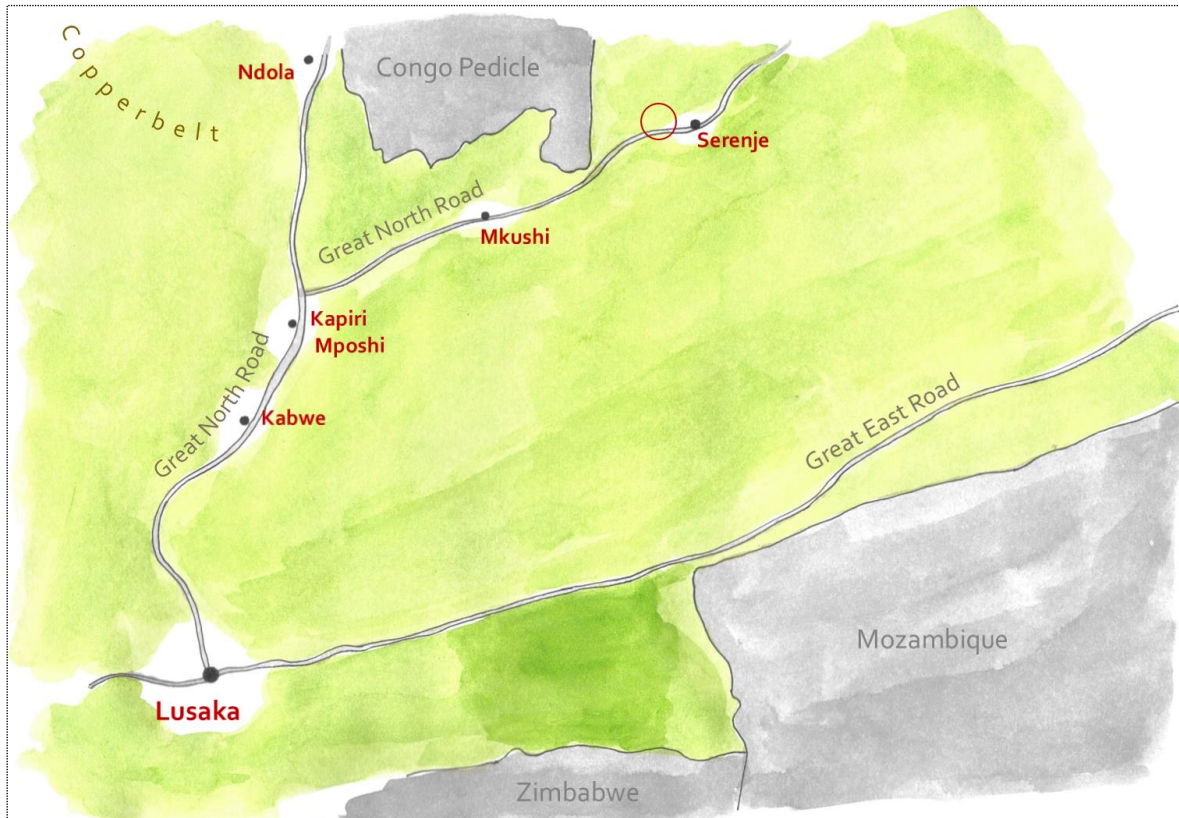 Copperbelt
Ndola
Congo Pedicle
Serenje
Great North Road
Mkushi
Kapiri
Mposhi
Great North Road
Kabwe
Great East Road
Mozambique
Lusaka
Zimbabwe